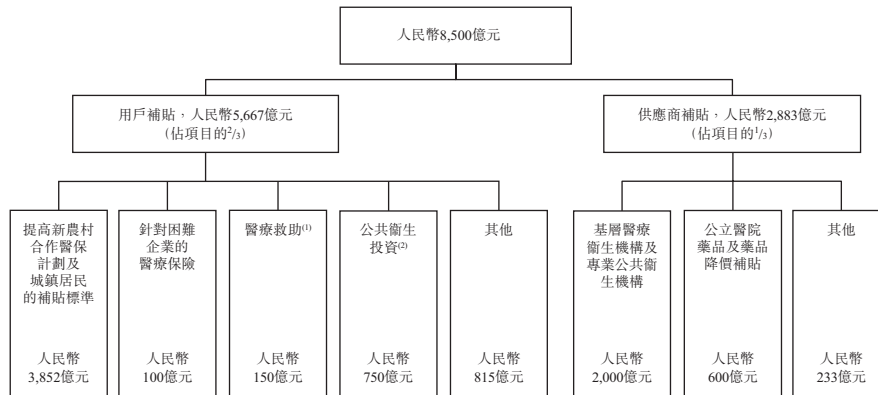 人民幣8,500億元
用戶補貼，人民幣5,667億元
（佔項目的2/3）
供應商補貼，人民幣2,883億元
（佔項目的1/3）
提高新農村
合作醫保
計劃及
城鎮居民
的補貼標準
人民幣
3,852億元
針對困難
企業的
醫療保險
人民幣
100億元
醫療救助(1)
人民幣
150億元
公共衞生
投資(2)
人民幣
750億元
其他
人民幣
815億元
基層醫療
衞生機構及
專業公共衞
生機構
人民幣
2,000億元
公立醫院
藥品及藥品
降價補貼
人民幣
600億元
其他
人民幣
233億元